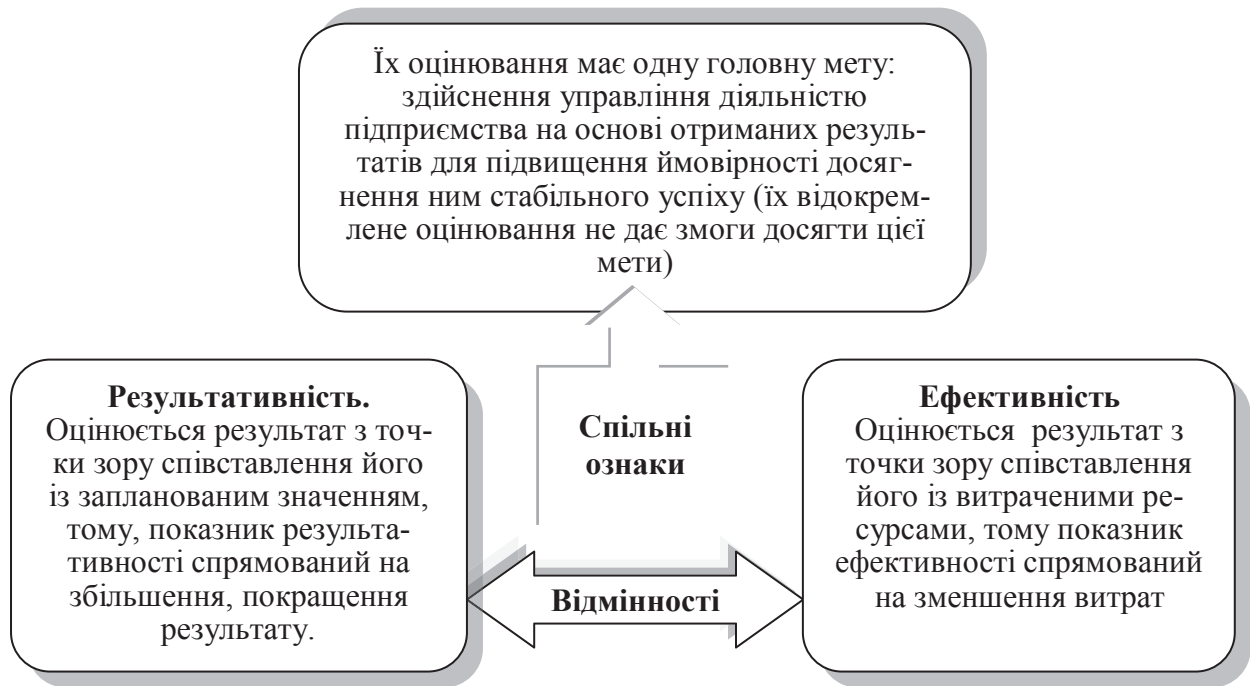 Їх оцінювання має одну головну мету:
здійснення управління діяльністю
підприємства на основі отриманих резуль-
татів для підвищення ймовірності досяг-
нення ним стабільного успіху (їх відокрем-
лене оцінювання не дає змоги досягти цієї
мети)
Результативність.
Оцінюється результат з точ-
ки зору співставлення його
із запланованим значенням,
тому, показник результа-
тивності спрямований на
збільшення, покращення
результату.
Спільні
ознаки
Відмінності
Ефективність
Оцінюється  результат з
точки зору співставлення
його із витраченими ре-
сурсами, тому показник
ефективності спрямований
на зменшення витрат